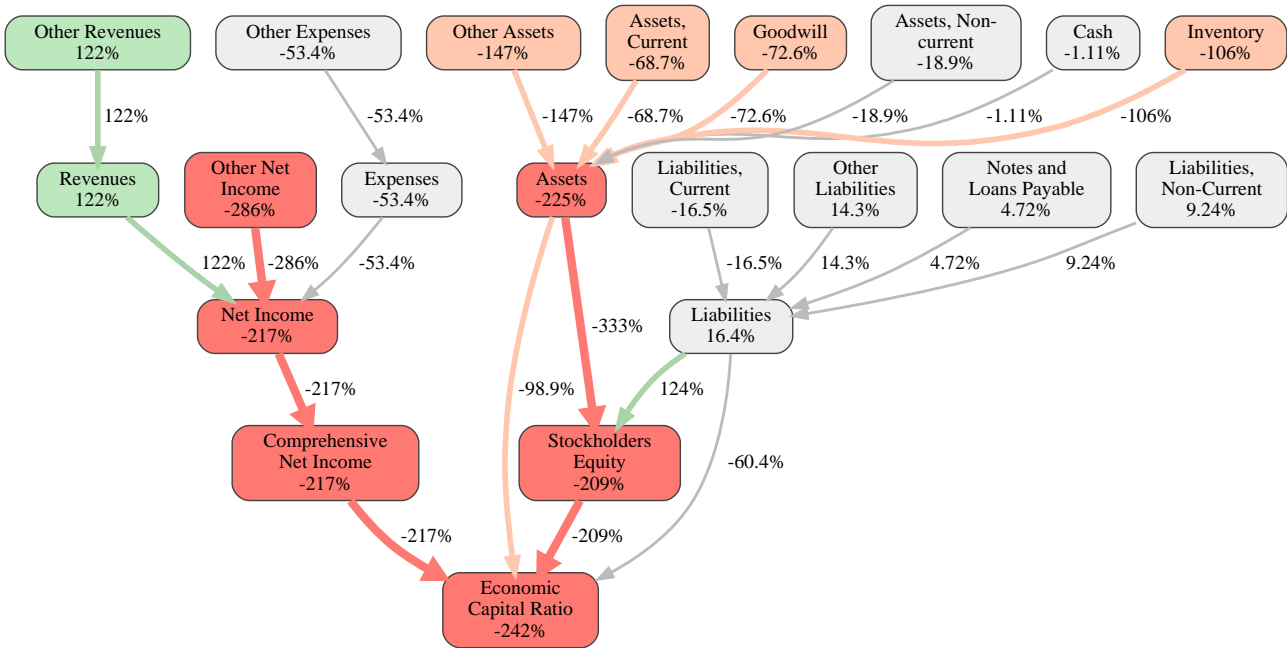 Other Revenues
122%
Other Expenses
-53.4%
Other Assets
-147%
Assets,
Current
-68.7%
Goodwill
-72.6%
Assets, Non-
current
-18.9%
Cash
-1.11%
Inventory
-106%
122%
-53.4%
-147%
-68.7%
-72.6%
-18.9%
-1.11%
-106%
Revenues
122%
Other Net
Income
-286%
Expenses
-53.4%
Assets
-225%
Liabilities,
Current
-16.5%
Other
Liabilities
14.3%
Notes and
Loans Payable
4.72%
Liabilities,
Non-Current
9.24%
122%
-286%
-53.4%
-16.5%
14.3%
4.72%
9.24%
Net Income
-217%
-333%
Liabilities
16.4%
-217%
-98.9%
124%
Comprehensive
Net Income
-217%
Stockholders
Equity
-209%
-60.4%
-217%
-209%
Economic
Capital Ratio
-242%